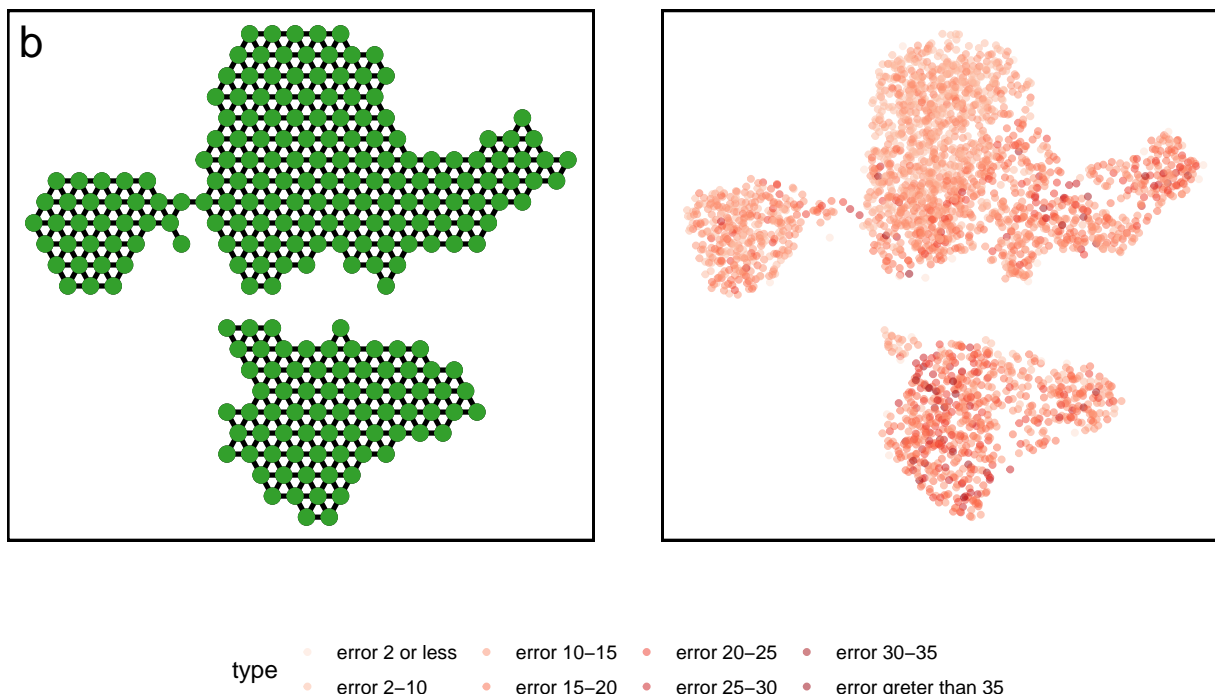 b
type
error 2 or less
error 10−15
error 20−25
error 30−35
error 2−10
error 15−20
error 25−30
error greter than 35